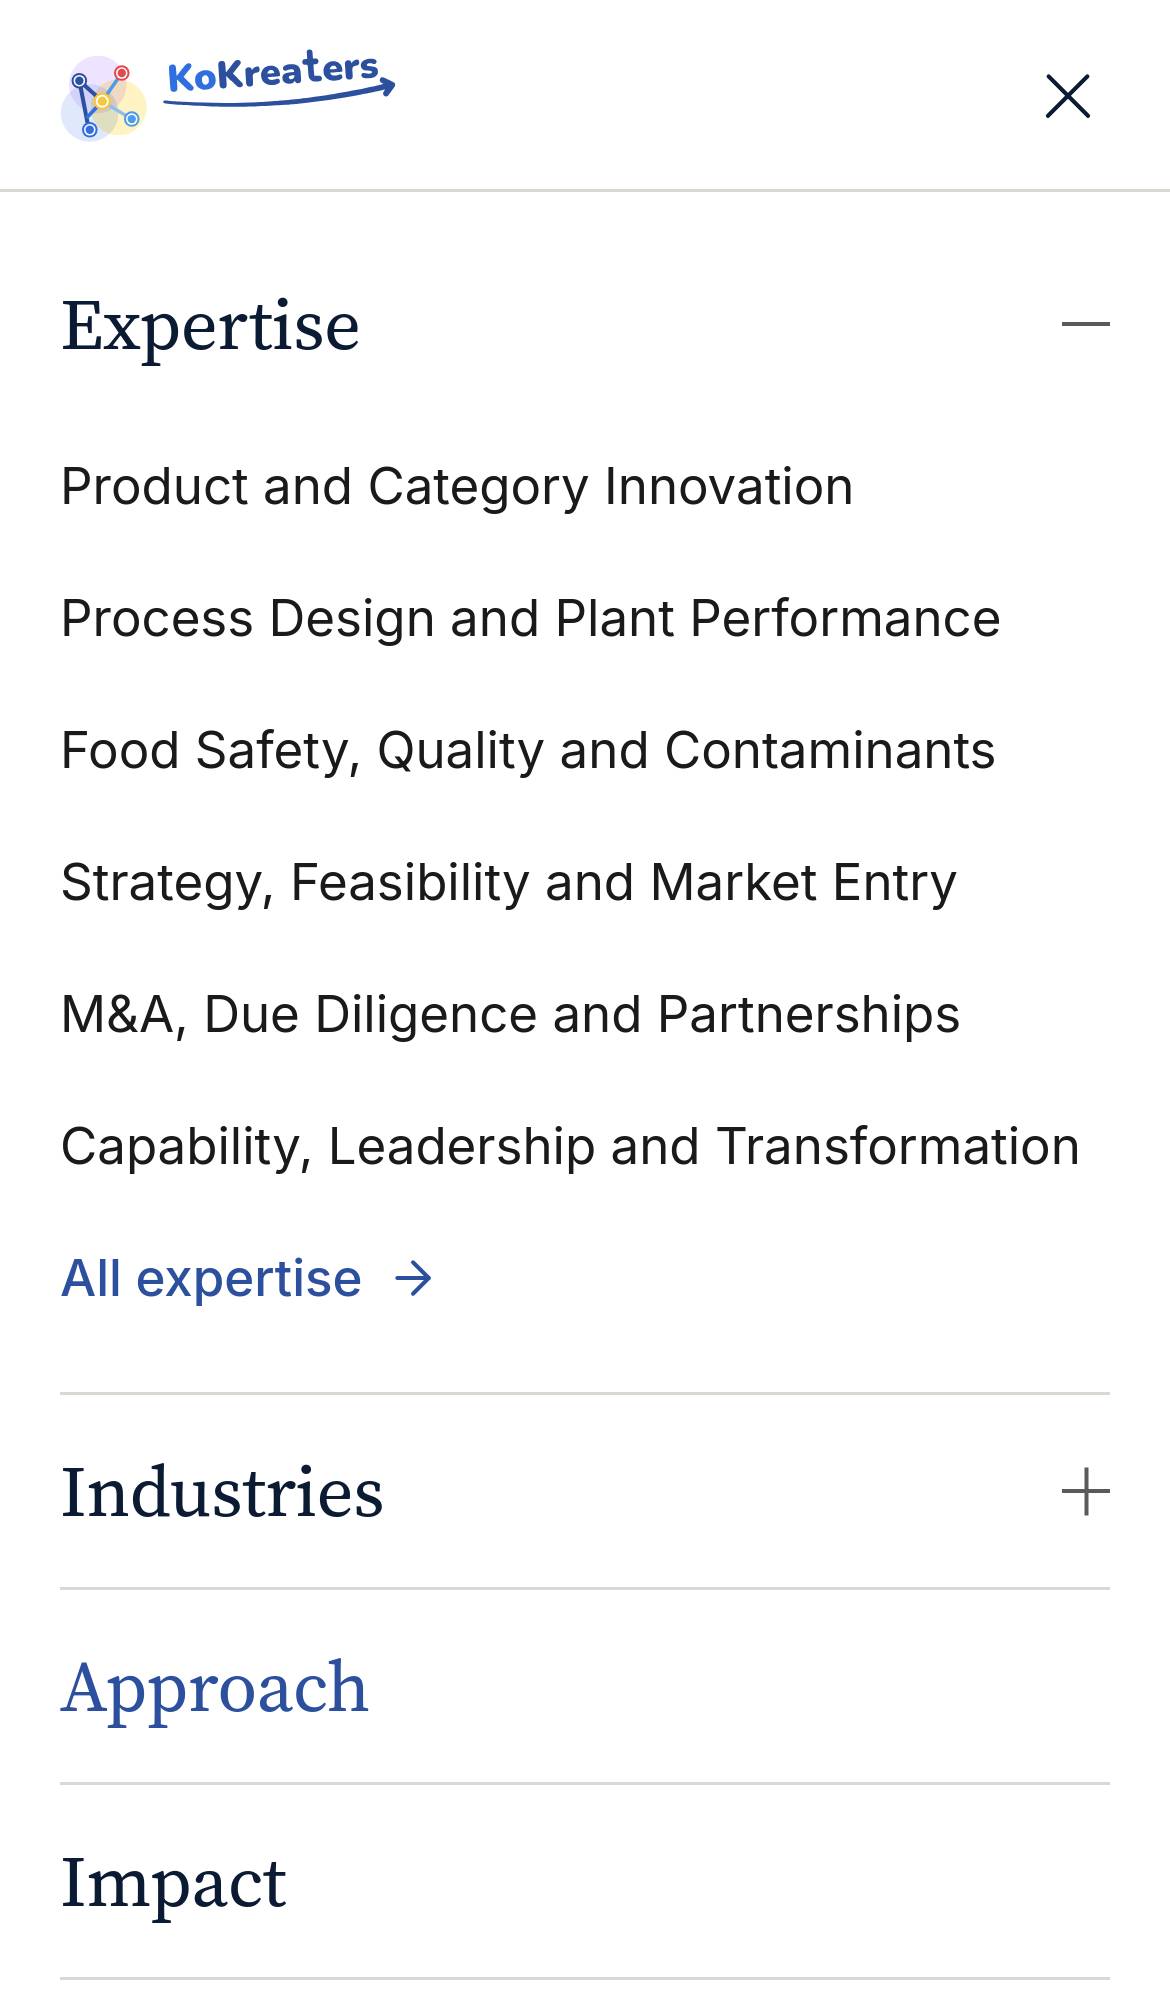 KoKreaters
Expertise
Product and Category Innovation
Process Design and Plant Performance
Food Safety, Quality and Contaminants
Strategy, Feasibility and Market Entry
M&A, Due Diligence and Partnerships
Capability, Leadership and Transformation
All expertise →
Industries
Approach
Impact